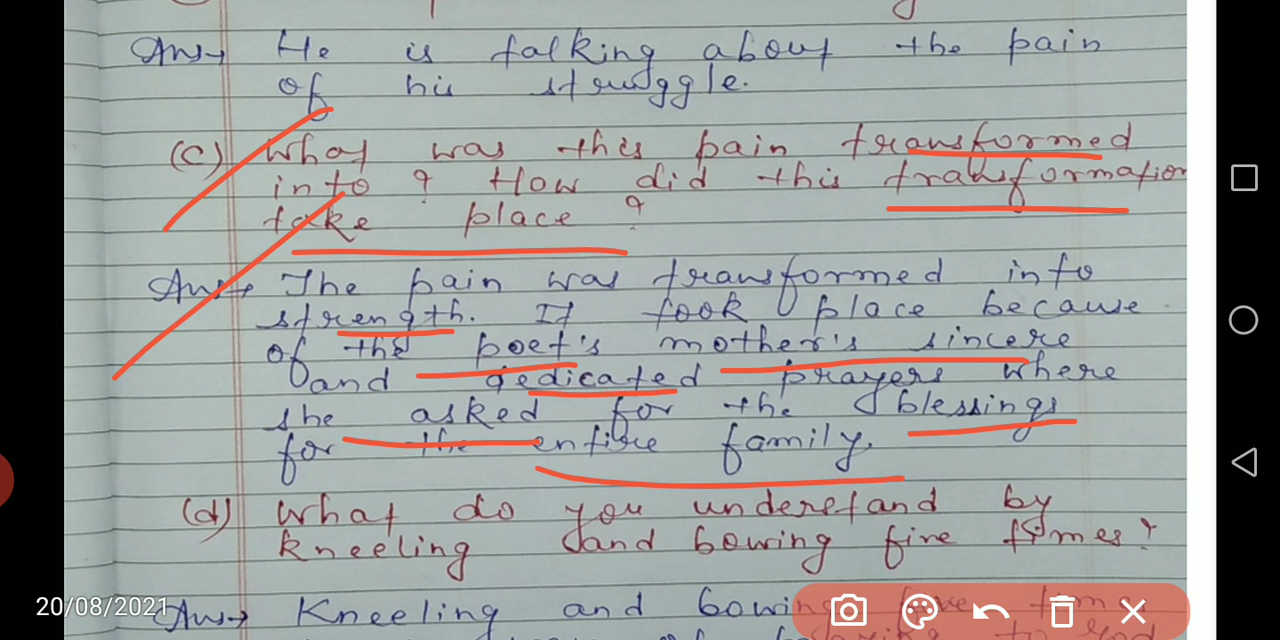 Ans→ He is talking about the pain
of his struggle.
(c) What was this pain transformed
into? How did this transformation
take place?
Ans→ The pain was transformed into
strength. It took place because
of the poet's mother's sincere
and dedicated prayers where
she asked for the blessings
for the entire family.
(d) What do you understand by
kneeling and bowing five times?
20/08/2021
Ans→ Kneeling and bowing five time